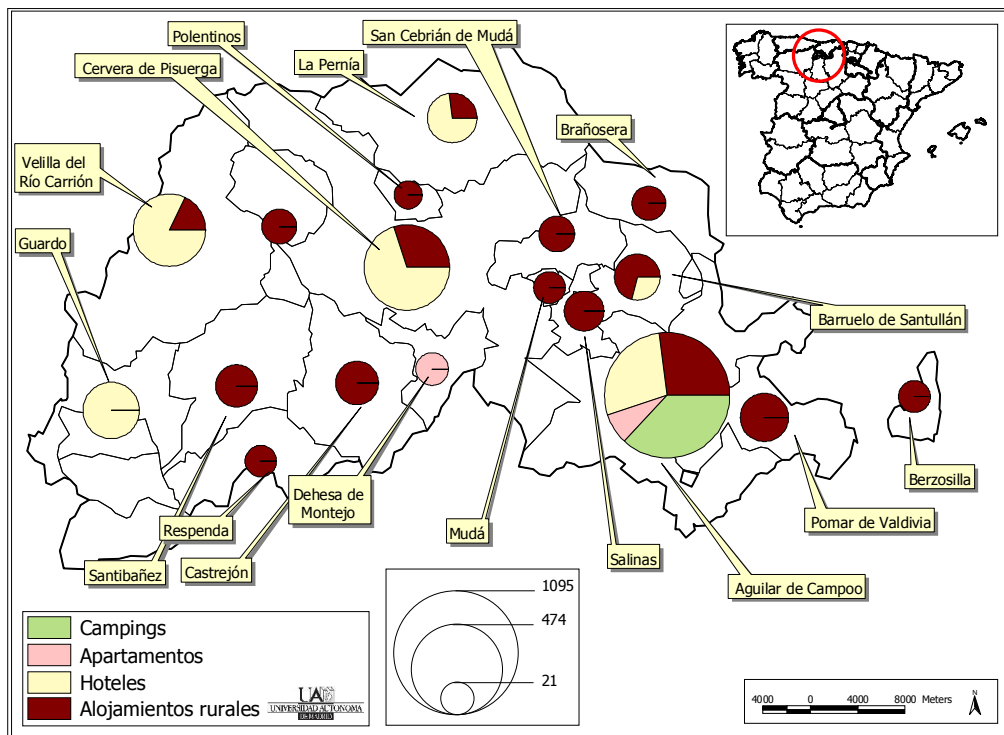 Polentinos
San Cebrián de Mudá
La Pernía
Cervera de Pisuerga
Brañosera
Velilla del
Río Carrión
Guardo
Barruelo de Santullán
Berzosilla
Dehesa de
Montejo
Respenda
Mudá
Pomar de Valdivia
Salinas
Santibañez
Castrejón
Aguilar de Campoo
1095
474
21
Campings
Apartamentos
Hoteles
Alojamientos rurales
UNIVERSIDAD AUTONOMA
DE MADRID
4000 0 4000 8000 Meters
N